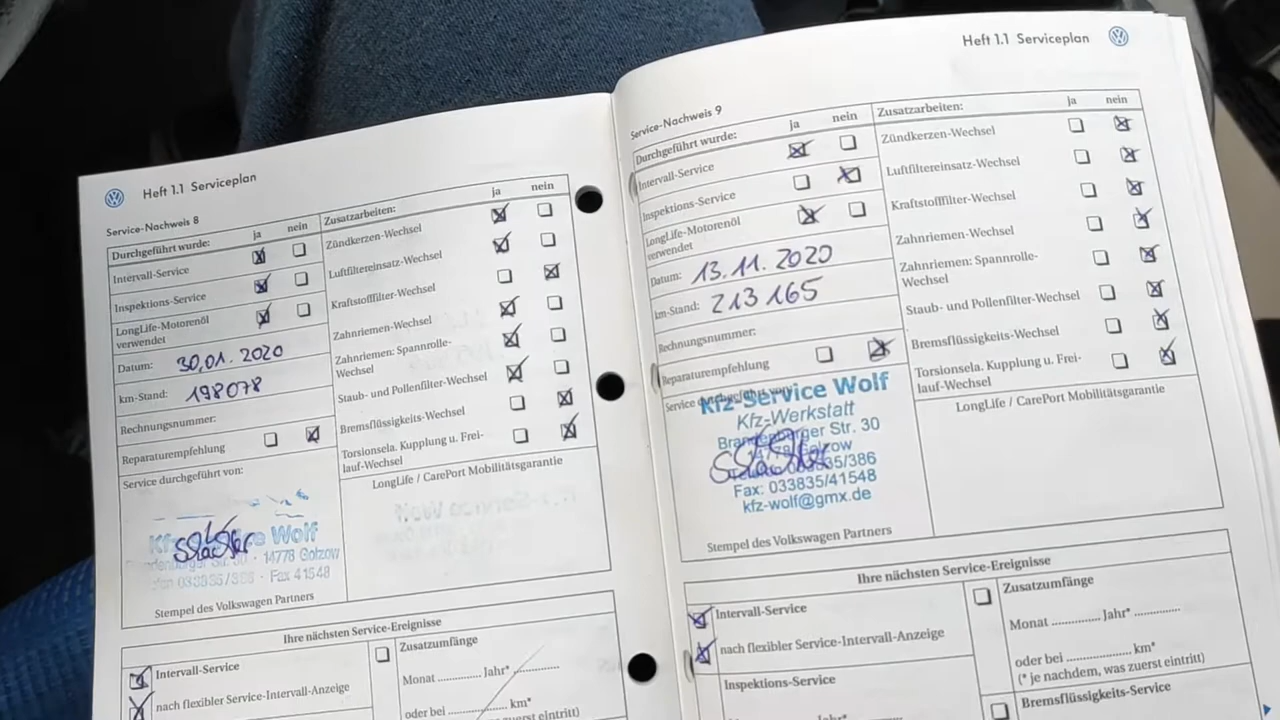 Heft 1.1 Serviceplan
Service-Nachweis 8
Durchgeführt wurde: ja nein
Intervall-Service
Inspektions-Service
LongLife-Motorenöl
verwendet
Datum: 30.01.2020
km-Stand: 198078
Rechnungsnummer:
Reparaturempfehlung
Service durchgeführt von:
Wolf
14778 Golzow
Fax 41548
Stempel des Volkswagen Partners
Zusatzarbeiten: ja nein
Zündkerzen-Wechsel
Luftfiltereinsatz-Wechsel
Kraftstofffilter-Wechsel
Zahnriemen-Wechsel
Zahnriemen: Spannrolle-
Wechsel
Staub- und Pollenfilter-Wechsel
Bremsflüssigkeits-Wechsel
Torsionsela. Kupplung u. Frei-
lauf-Wechsel
LongLife / CarePort Mobilitätsgarantie
Ihre nächsten Service-Ereignisse
Intervall-Service
nach flexibler Service-Intervall-Anzeige
Zusatzumfänge
Monat .............. Jahr* ..............
oder bei .............. km*
zuerst eintritt)
Heft 1.1 Serviceplan
Service-Nachweis 9
Durchgeführt wurde: ja nein
Intervall-Service
Inspektions-Service
LongLife-Motorenöl
verwendet
Datum: 13.11.2020
km-Stand: 213165
Rechnungsnummer:
Reparaturempfehlung
Service durchgeführt von:
Kfz-Service Wolf
Kfz-Werkstatt
Brandenburger Str. 30
14778 Golzow
Fax: 033835/41548
kfz-wolf@gmx.de
Stempel des Volkswagen Partners
Zusatzarbeiten: ja nein
Zündkerzen-Wechsel
Luftfiltereinsatz-Wechsel
Kraftstofffilter-Wechsel
Zahnriemen-Wechsel
Zahnriemen: Spannrolle-
Wechsel
Staub- und Pollenfilter-Wechsel
Bremsflüssigkeits-Wechsel
Torsionsela. Kupplung u. Frei-
lauf-Wechsel
LongLife / CarePort Mobilitätsgarantie
Ihre nächsten Service-Ereignisse
Intervall-Service
nach flexibler Service-Intervall-Anzeige
Inspektions-Service
Zusatzumfänge
Monat .............. Jahr* ..............
oder bei .............. km*
(* je nachdem, was zuerst eintritt)
Bremsflüssigkeits-Service